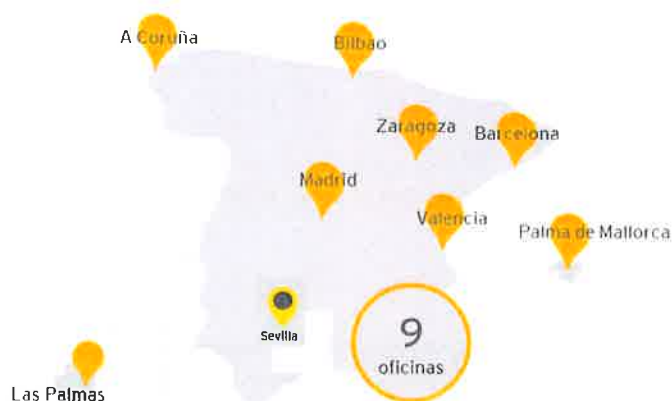 A Coruña
Bilbao
Zaragoza
Barcelona
Madrid
Valencia
Palma de Mallorca
Sevilla
9
oficinas
Las Palmas